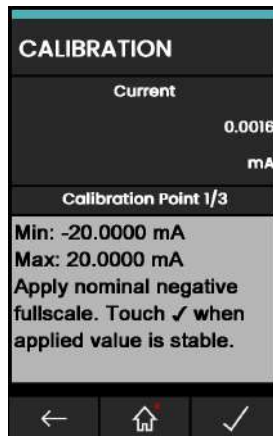 CALIBRATION
Current
0.0016
mA
Calibration Point 1/3
Min: -20.0000 mA
Max: 20.0000 mA
Apply nominal negative
fullscale. Touch ✓ when
applied value is stable.